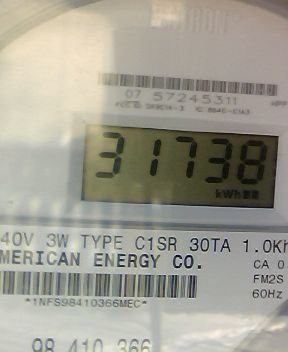 07 57245311
31738
kWh
40V 3W TYPE C1SR 30TA 1.0Kh
MERICAN ENERGY CO.
CA 0
FM2S
*1NFS98410366MEC*
60Hz
98 410 366